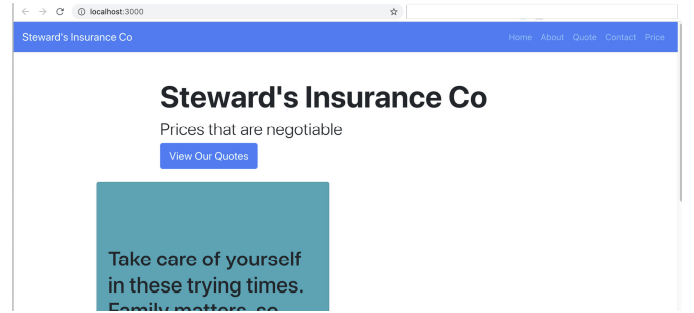 localhost:3000
Steward's Insurance Co
Home About Quote Contact Price
Steward's Insurance Co
Prices that are negotiable
View Our Quotes
Take care of yourself
in these trying times.
Family matters, so